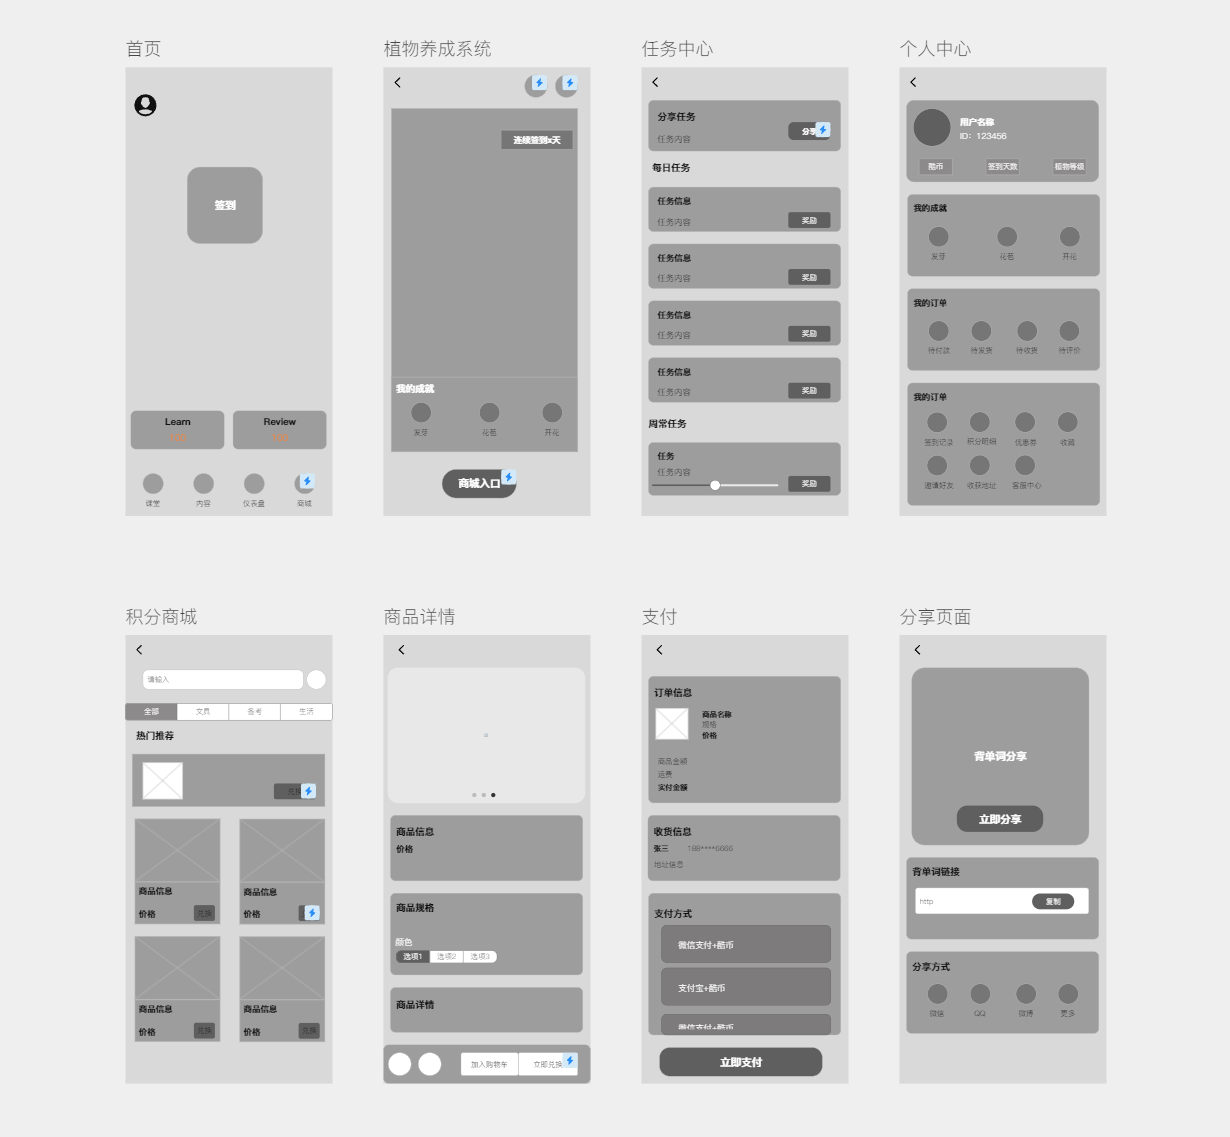 首页
签到
Learn
Review
课堂
内容
仪表盘
商城
植物养成系统
连续签到x天
我的成就
发芽
花苞
开花
商城入口
任务中心
分享任务
任务内容
每日任务
任务信息
任务内容
奖励
任务信息
任务内容
奖励
任务信息
任务内容
奖励
任务信息
任务内容
奖励
周常任务
任务
任务内容
奖励
个人中心
用户名称
ID：123456
酷币
签到天数
植物等级
我的成就
发芽
花苞
开花
我的订单
待付款
待发货
待收货
待评价
我的订单
签到记录
积分明细
优惠券
收藏
邀请好友
收获地址
客服中心
积分商城
请输入
全部
文具
备考
生活
热门推荐
商品信息
价格
兑换
商品信息
价格
商品信息
价格
兑换
商品信息
价格
兑换
商品详情
商品信息
价格
商品规格
颜色
选项1
选项2
选项3
商品详情
加入购物车
立即兑换
支付
订单信息
商品名称
规格
价格
商品金额
运费
实付金额
收货信息
张三
188****6666
地址信息
支付方式
微信支付+酷币
支付宝+酷币
微信支付+酷币
立即支付
分享页面
背单词分享
立即分享
背单词链接
http
复制
分享方式
微信
QQ
微博
更多